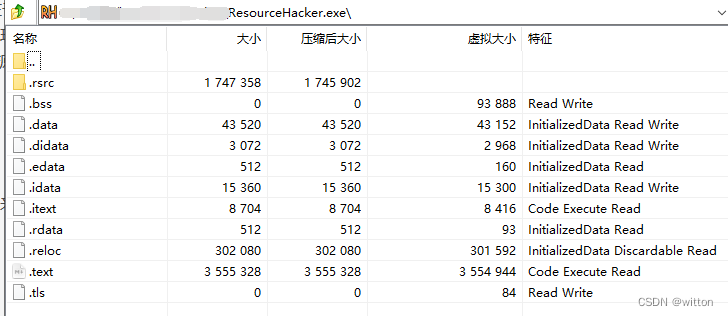 ResourceHacker.exe\
名称 大小 压缩后大小 虚拟大小 特征
..
.rsrc 1 747 358 1 745 902
.bss 0 0 93 888 Read Write
.data 43 520 43 520 43 152 InitializedData Read Write
.didata 3 072 3 072 2 968 InitializedData Read Write
.edata 512 512 160 InitializedData Read
.idata 15 360 15 360 15 300 InitializedData Read Write
.itext 8 704 8 704 8 416 Code Execute Read
.rdata 512 512 93 InitializedData Read
.reloc 302 080 302 080 301 592 InitializedData Discardable Read
.text 3 555 328 3 555 328 3 554 944 Code Execute Read
.tls 0 0 84 Read Write
CSDN @witton